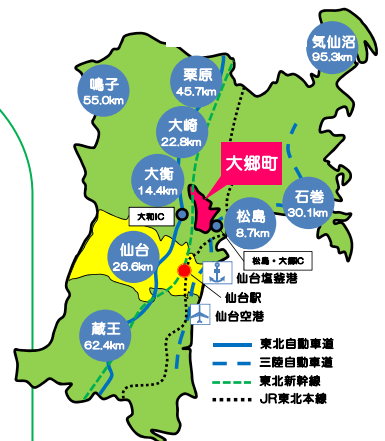 気仙沼
95.3km
栗原
45.7km
鳴子
55.0km
大崎
22.8km
大郷町
大衡
14.4km
石巻
30.1km
大和IC
松島
8.7km
仙台
26.6km
松島・大郷IC
仙台塩釜港
仙台駅
仙台空港
蔵王
62.4km
東北自動車道
三陸自動車道
東北新幹線
JR東北本線